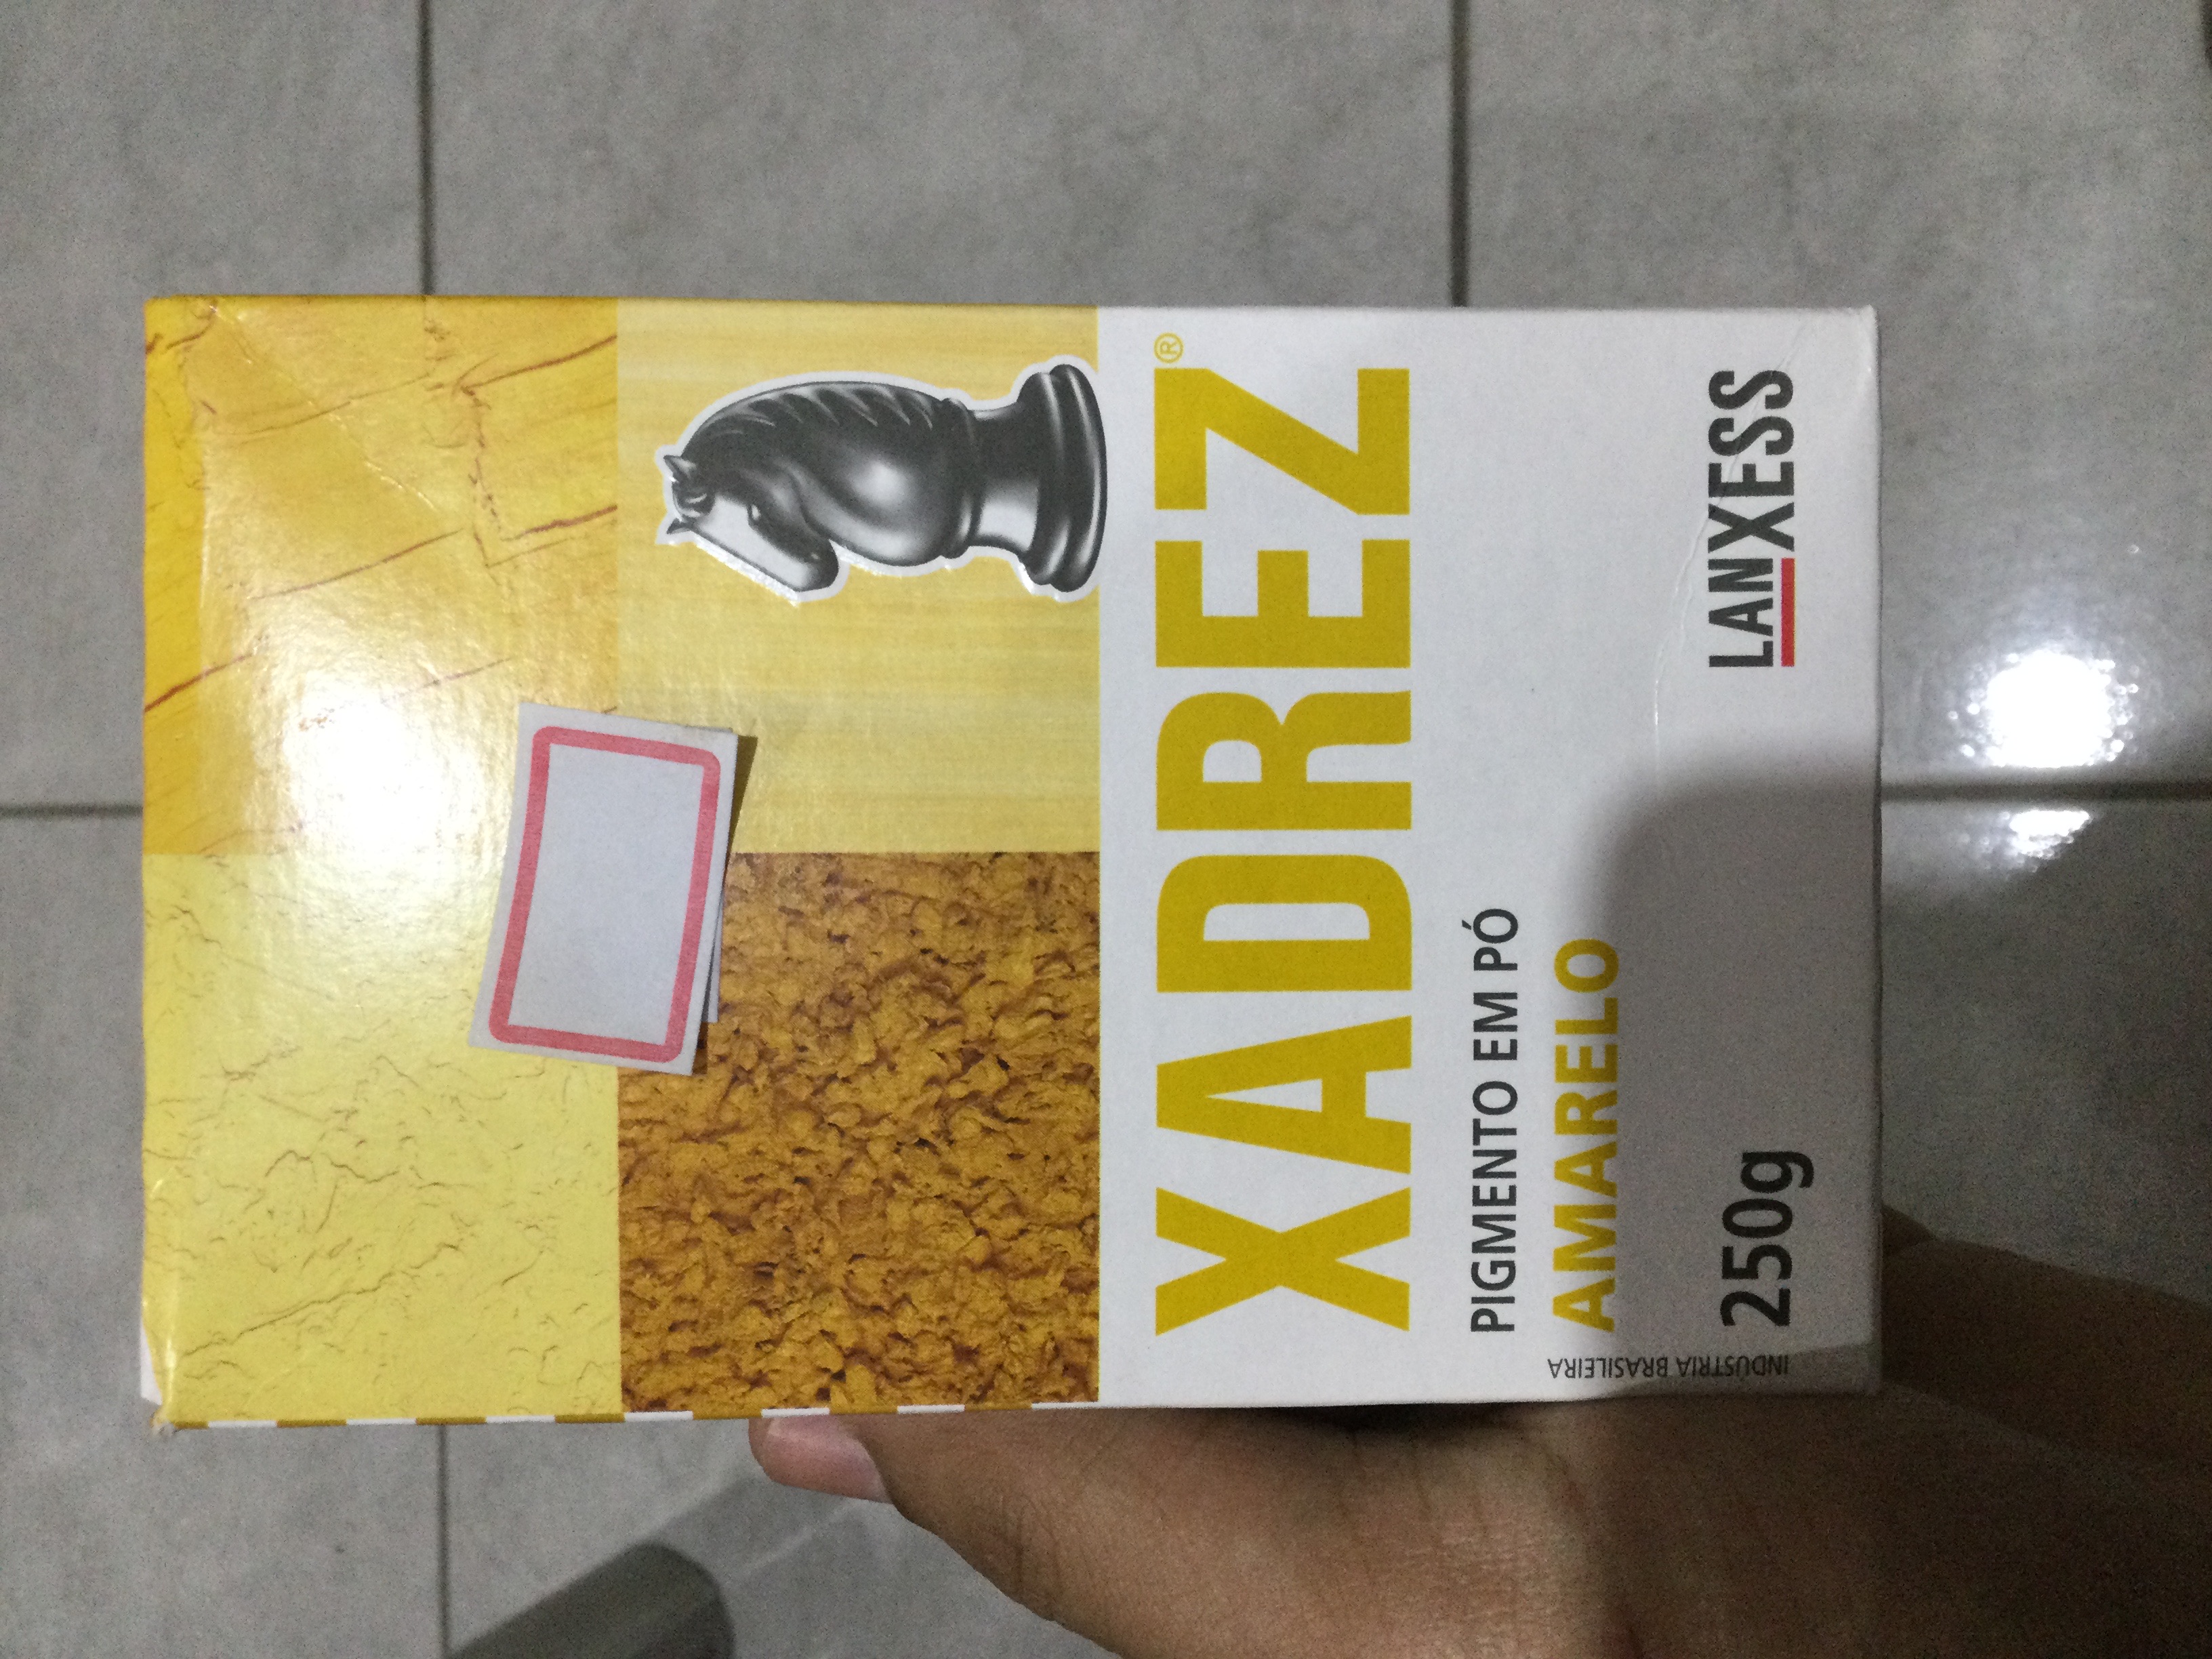 XADREZ®
PIGMENTO EM PÓ
AMARELO
250g
LANXESS
INDUSTRIA BRASILEIRA